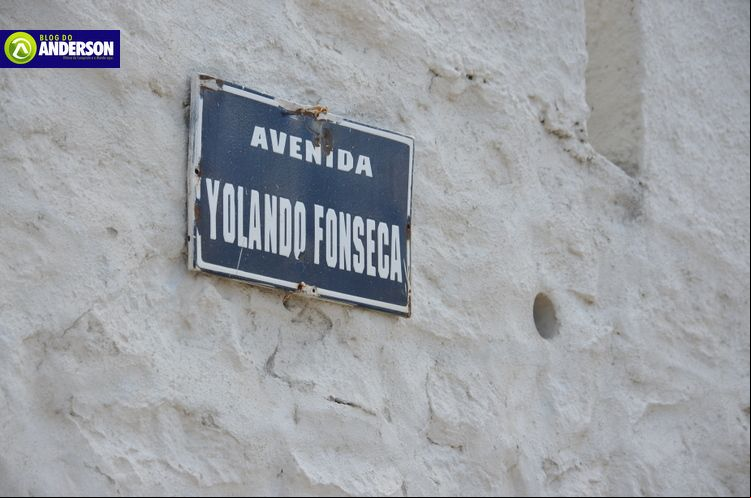 BLOG DO
ANDERSON
AVENIDA
YOLANDO FONSECA